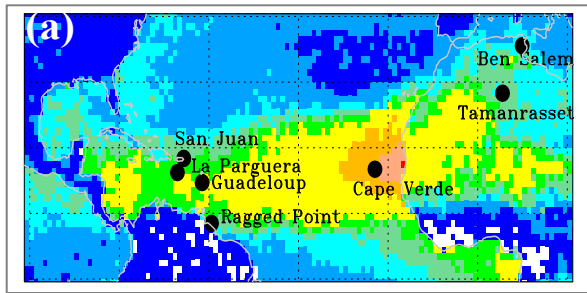 (a)
Ben Salem
Tamanrasset
San Juan
La Parguera
Guadeloup
Cape Verde
Ragged Point